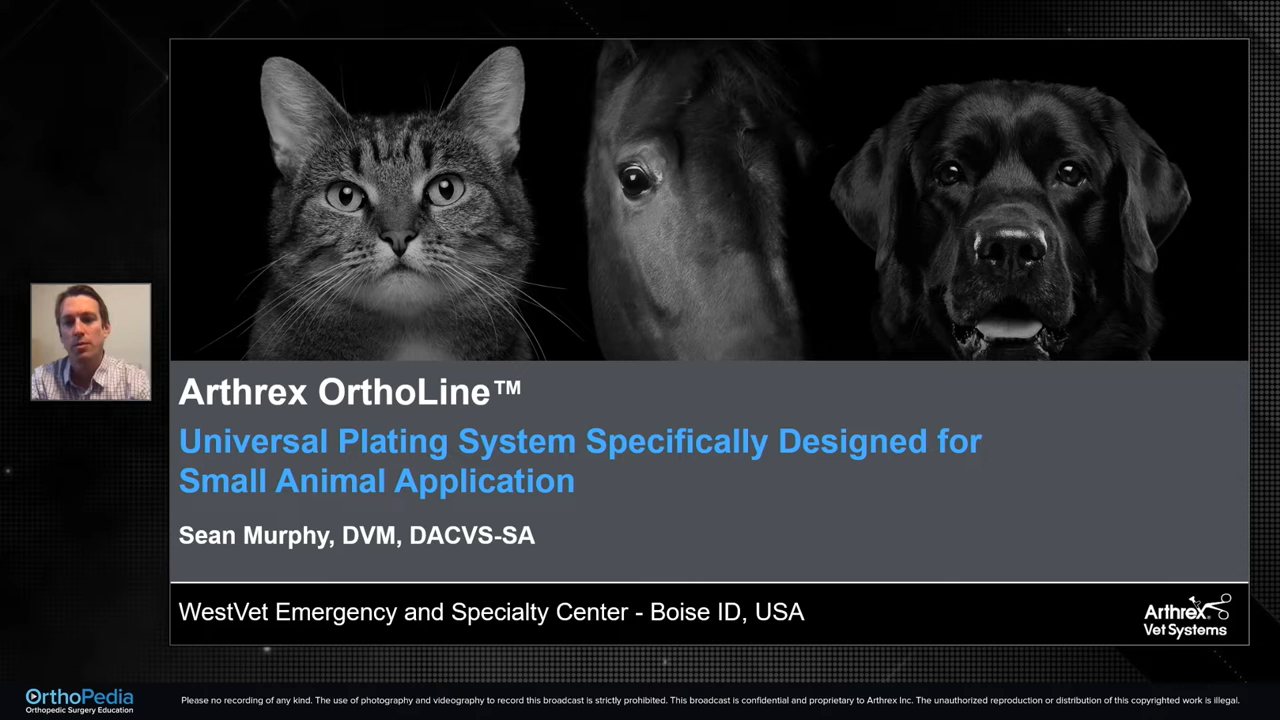 Arthrex OrthoLine™
Universal Plating System Specifically Designed for
Small Animal Application
Sean Murphy, DVM, DACVS-SA
WestVet Emergency and Specialty Center - Boise ID, USA
Arthrex
Vet Systems
OrthoPedia
Orthopedic Surgery Education
Please no recording of any kind. The use of photography and videography to record this broadcast is strictly prohibited. This broadcast is confidential and proprietary to Arthrex Inc. The unauthorized reproduction or distribution of this copyrighted work is illegal.